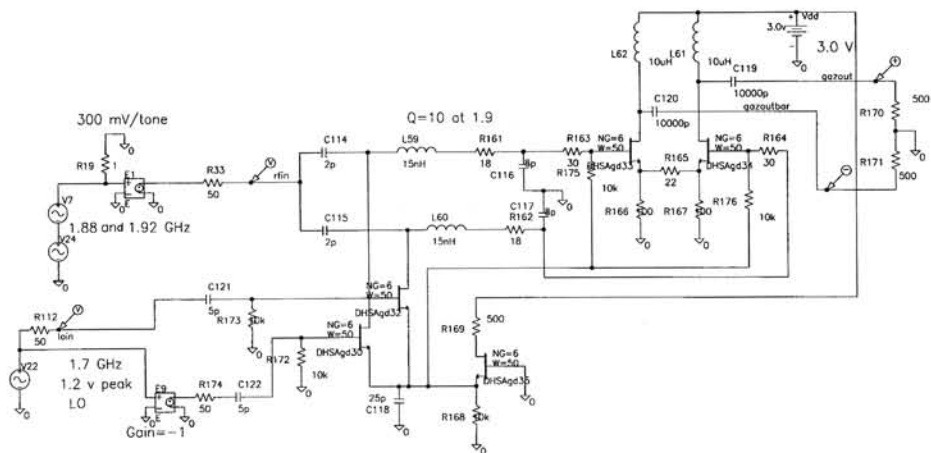 Vdd
3.0v
3.0 V
L62
10uH
L61
10uH
C119
10000p
gazout
C120
10000p
gazoutbar
500
R170
R171
500
300 mV/tone
R19
1
E1
E
R33
50
rfin
V7
1.88 and 1.92 GHz
V24
Q=10 at 1.9
C114
2p
L59
15nH
R161
18
C116
8p
R163
30
R175
10k
NG=6
W=50
DHSAgd33
R165
22
NG=6
W=50
DHSAgd34
R164
30
C115
2p
L60
15nH
C117
8p
R162
18
R166
100
R167
100
R176
10k
C121
5p
R173
10k
NG=6
W=50
DHSAgd32
NG=6
W=50
DHSAgd30
R172
10k
R112
50
loin
V22
1.7 GHz
1.2 v peak
LO
E9
E
Gain=-1
R174
50
C122
5p
25p
C118
R169
500
NG=6
W=50
DHSAgd35
R168
10k